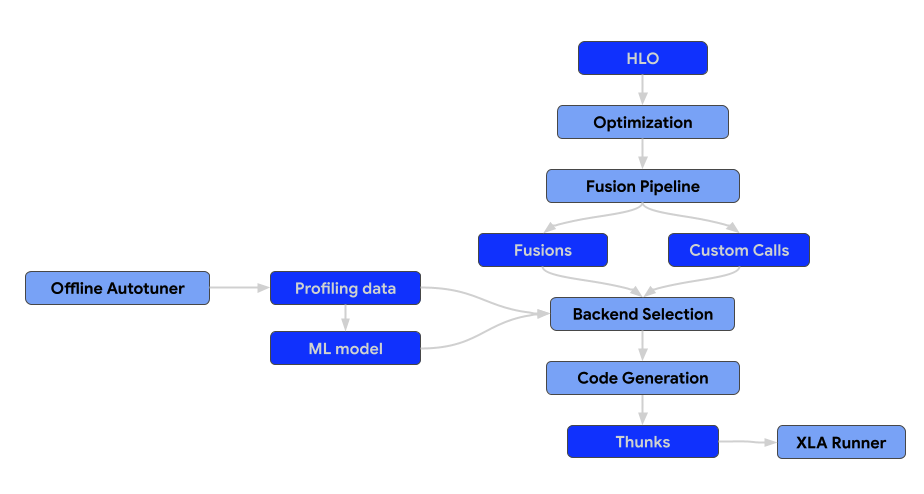 HLO
Optimization
Fusion Pipeline
Fusions
Custom Calls
Offline Autotuner
Profiling data
Backend Selection
ML model
Code Generation
Thunks
XLA Runner